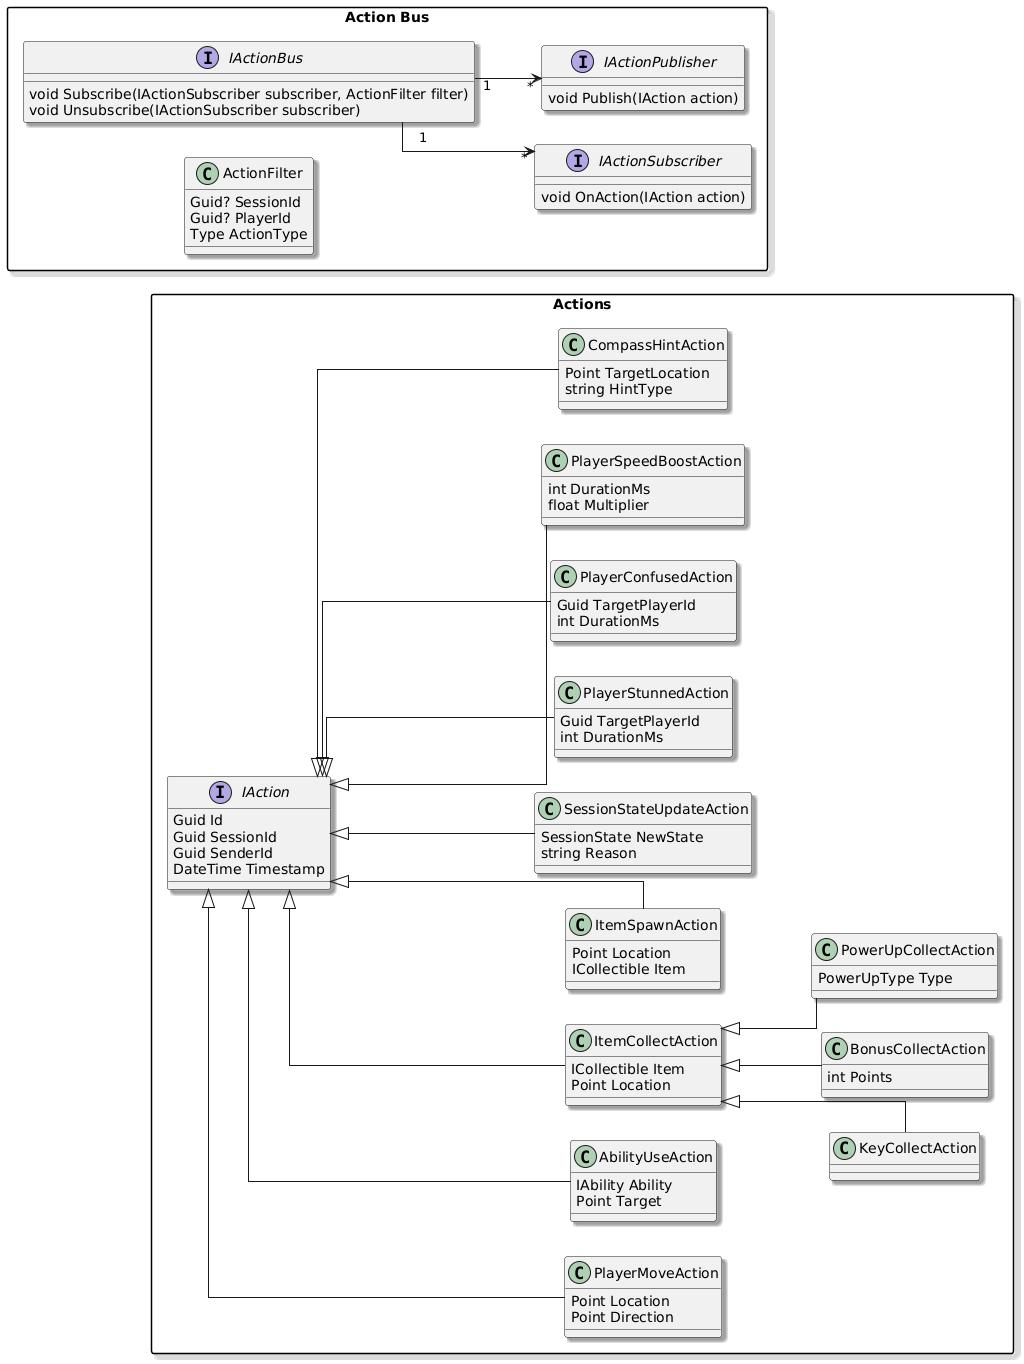 Action Bus
I IActionBus
void Subscribe(IActionSubscriber subscriber, ActionFilter filter)
void Unsubscribe(IActionSubscriber subscriber)
1
*
I IActionPublisher
void Publish(IAction action)
1
*
I IActionSubscriber
void OnAction(IAction action)
C ActionFilter
Guid? SessionId
Guid? PlayerId
Type ActionType
Actions
C CompassHintAction
Point TargetLocation
string HintType
C PlayerSpeedBoostAction
int DurationMs
float Multiplier
C PlayerConfusedAction
Guid TargetPlayerId
int DurationMs
C PlayerStunnedAction
Guid TargetPlayerId
int DurationMs
I IAction
Guid Id
Guid SessionId
Guid SenderId
DateTime Timestamp
C SessionStateUpdateAction
SessionState NewState
string Reason
C ItemSpawnAction
Point Location
ICollectible Item
C PowerUpCollectAction
PowerUpType Type
C ItemCollectAction
ICollectible Item
Point Location
C BonusCollectAction
int Points
C KeyCollectAction
C AbilityUseAction
IAbility Ability
Point Target
C PlayerMoveAction
Point Location
Point Direction